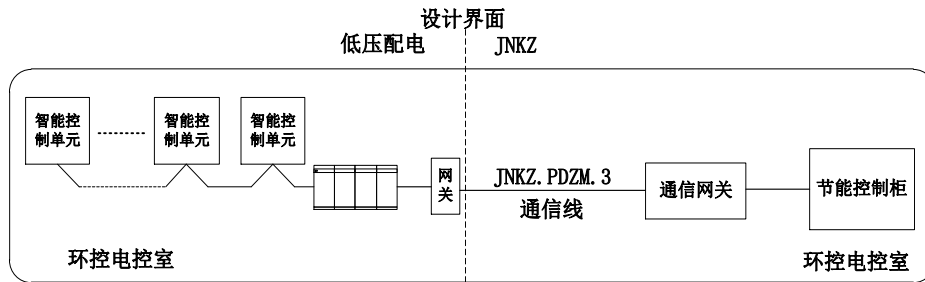 设计界面
低压配电
JNKZ
智能控
制单元
智能控
制单元
智能控
制单元
网
关
JNKZ.PDZM.3
通信线
通信网关
节能控制柜
环控电控室
环控电控室